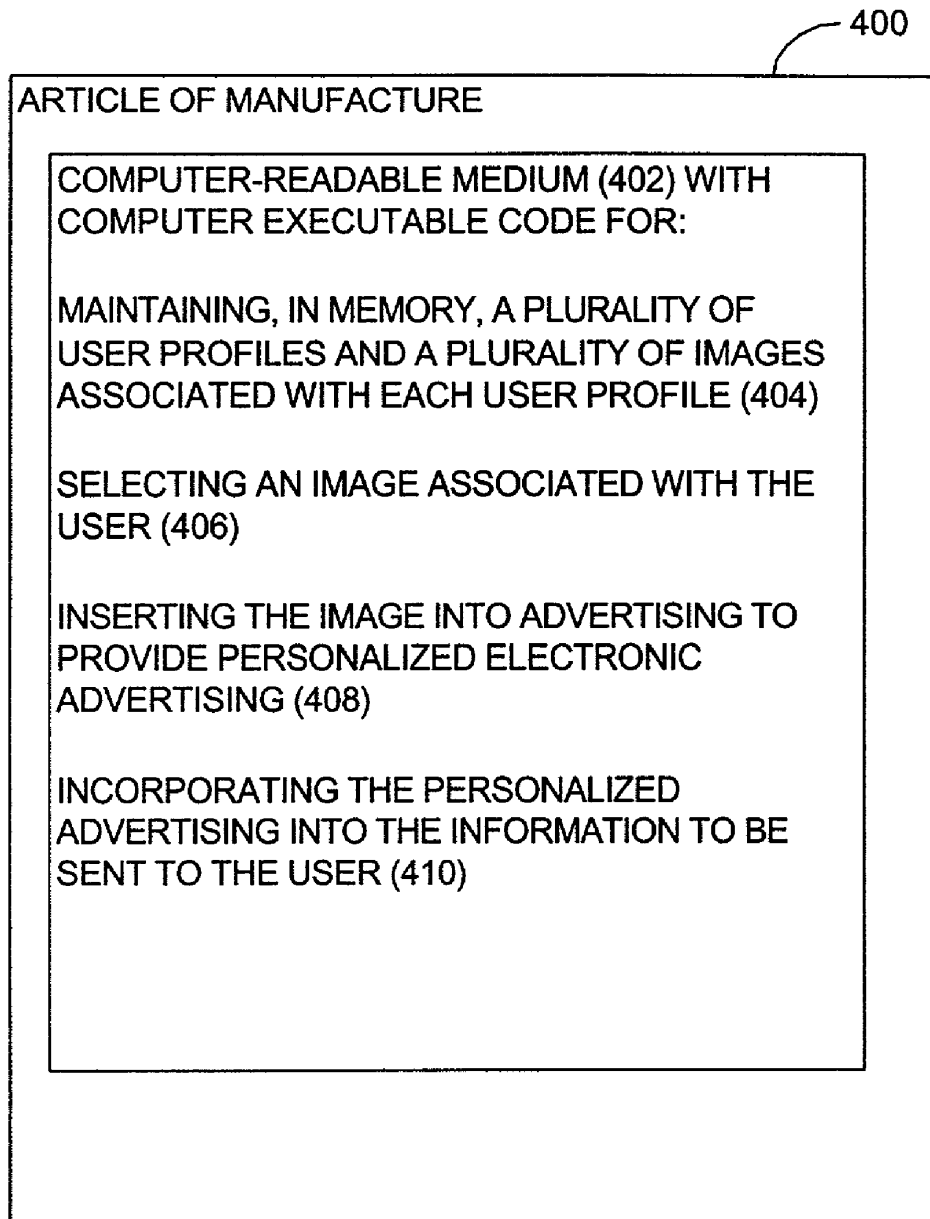 400
ARTICLE OF MANUFACTURE
COMPUTER-READABLE MEDIUM (402) WITH
COMPUTER EXECUTABLE CODE FOR:
MAINTAINING, IN MEMORY, A PLURALITY OF
USER PROFILES AND A PLURALITY OF IMAGES
ASSOCIATED WITH EACH USER PROFILE (404)
SELECTING AN IMAGE ASSOCIATED WITH THE
USER (406)
INSERTING THE IMAGE INTO ADVERTISING TO
PROVIDE PERSONALIZED ELECTRONIC
ADVERTISING (408)
INCORPORATING THE PERSONALIZED
ADVERTISING INTO THE INFORMATION TO BE
SENT TO THE USER (410)